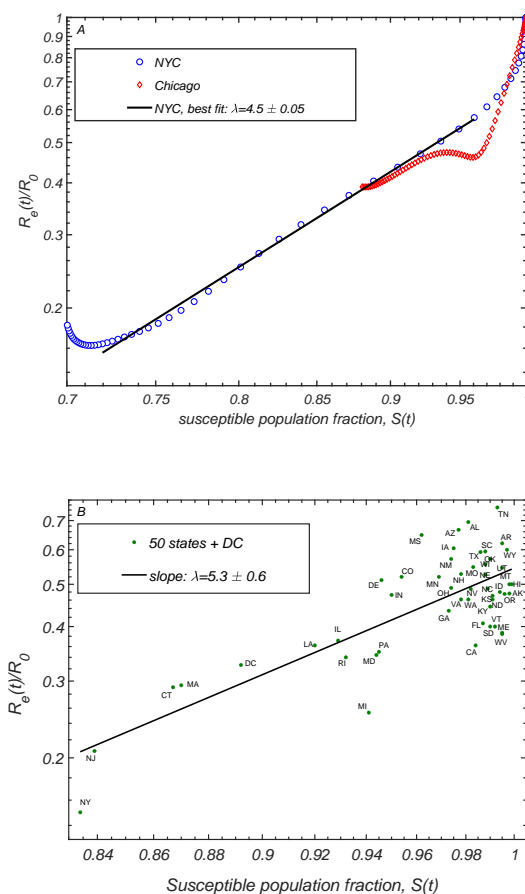 A
NYC
Chicago
NYC, best fit: λ=4.5 ± 0.05
1
0.9
0.8
0.7
0.6
0.5
0.4
0.3
0.2
R_e(t)/R_0
0.7 0.75 0.8 0.85 0.9 0.95
susceptible population fraction, S(t)
B
50 states + DC
slope: λ=5.3 ± 0.6
0.7
0.6
0.5
0.4
0.3
0.2
R_e(t)/R_0
TN
AL
AZ
MS
AR
SC
WY
IA
TX
OK
NM
WI
UT
MO
NE
MT
CO
MN
NH
DE
HI
OH
NV
NC
ID
AK
IN
VA
WA
KS
OR
GA
KY
ND
FL
VT
SD
ME
IL
LA
CA
WV
PA
RI
MD
DC
MA
CT
MI
NJ
NY
0.84 0.86 0.88 0.9 0.92 0.94 0.96 0.98 1
Susceptible population fraction, S(t)